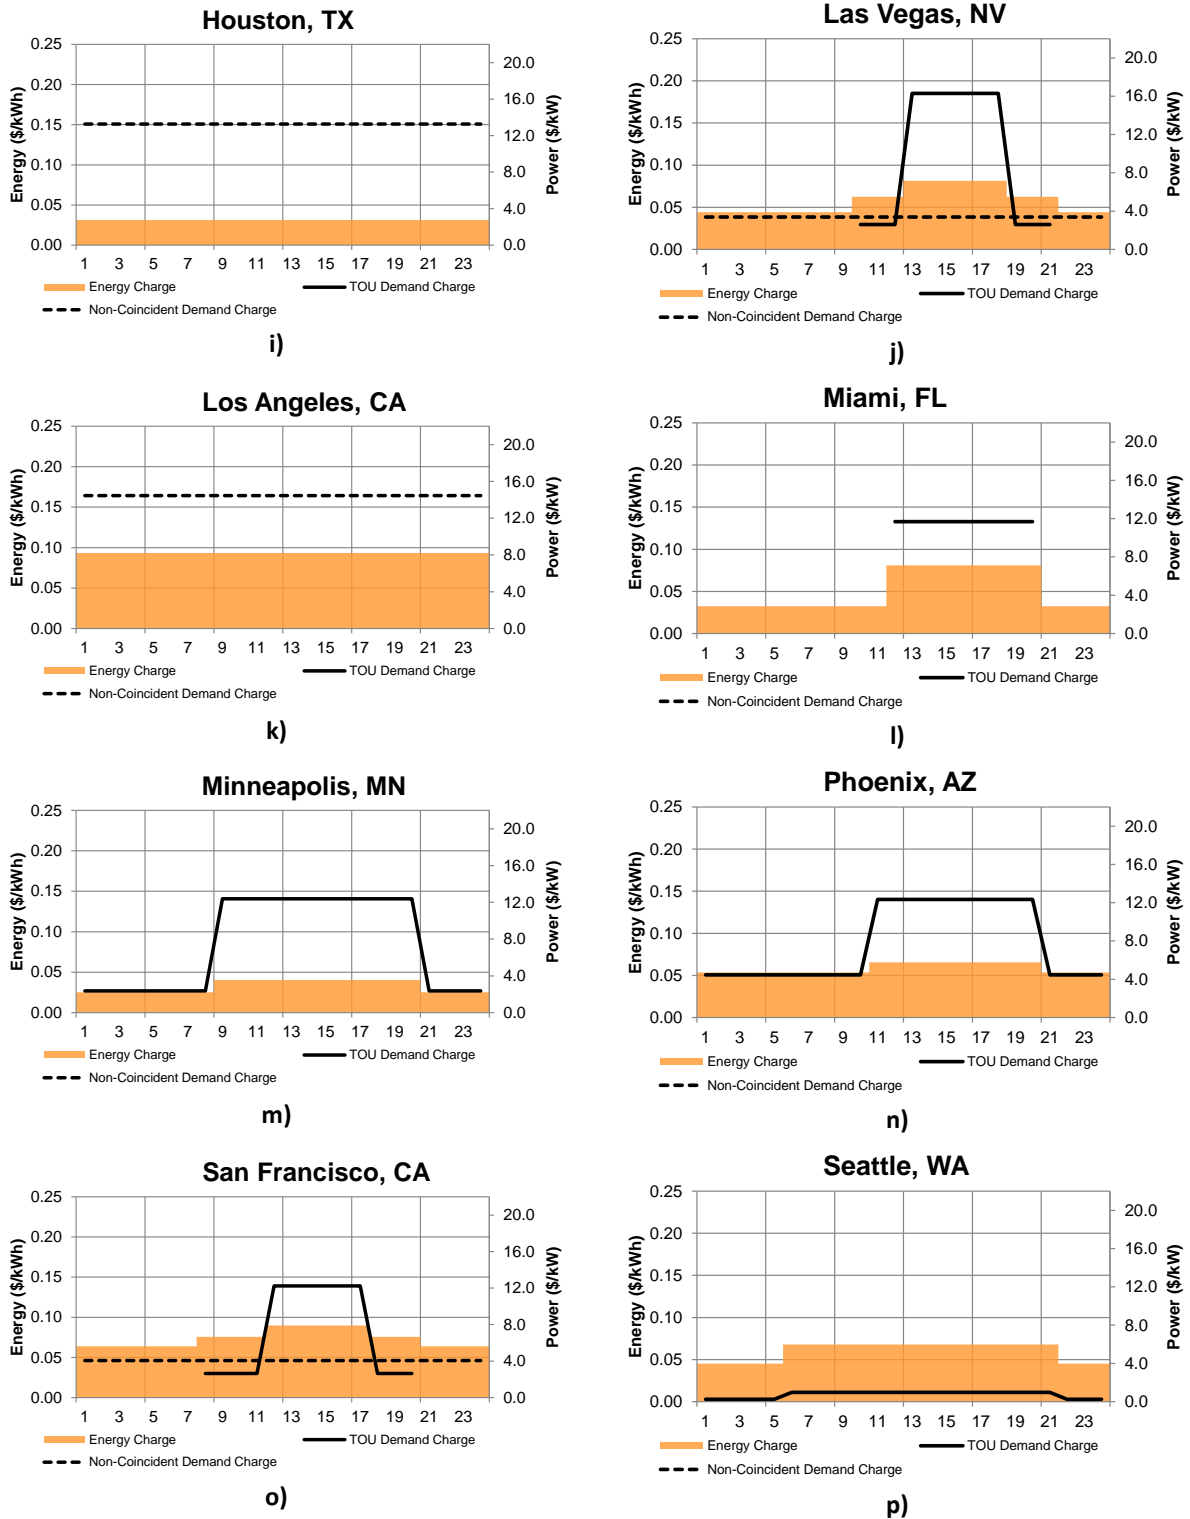 Houston, TX
0.25
0.20
0.15
0.10
0.05
0.00
Energy ($/kWh)
20.0
16.0
12.0
8.0
4.0
0.0
Power ($/kW)
1 3 5 7 9 11 13 15 17 19 21 23
Energy Charge TOU Demand Charge
Non-Coincident Demand Charge
i)
Las Vegas, NV
0.25
0.20
0.15
0.10
0.05
0.00
Energy ($/kWh)
20.0
16.0
12.0
8.0
4.0
0.0
Power ($/kW)
1 3 5 7 9 11 13 15 17 19 21 23
Energy Charge TOU Demand Charge
Non-Coincident Demand Charge
j)
Los Angeles, CA
0.25
0.20
0.15
0.10
0.05
0.00
Energy ($/kWh)
20.0
16.0
12.0
8.0
4.0
0.0
Power ($/kW)
1 3 5 7 9 11 13 15 17 19 21 23
Energy Charge TOU Demand Charge
Non-Coincident Demand Charge
k)
Miami, FL
0.25
0.20
0.15
0.10
0.05
0.00
Energy ($/kWh)
20.0
16.0
12.0
8.0
4.0
0.0
Power ($/kW)
1 3 5 7 9 11 13 15 17 19 21 23
Energy Charge TOU Demand Charge
Non-Coincident Demand Charge
l)
Minneapolis, MN
0.25
0.20
0.15
0.10
0.05
0.00
Energy ($/kWh)
20.0
16.0
12.0
8.0
4.0
0.0
Power ($/kW)
1 3 5 7 9 11 13 15 17 19 21 23
Energy Charge TOU Demand Charge
Non-Coincident Demand Charge
m)
Phoenix, AZ
0.25
0.20
0.15
0.10
0.05
0.00
Energy ($/kWh)
20.0
16.0
12.0
8.0
4.0
0.0
Power ($/kW)
1 3 5 7 9 11 13 15 17 19 21 23
Energy Charge TOU Demand Charge
Non-Coincident Demand Charge
n)
San Francisco, CA
0.25
0.20
0.15
0.10
0.05
0.00
Energy ($/kWh)
20.0
16.0
12.0
8.0
4.0
0.0
Power ($/kW)
1 3 5 7 9 11 13 15 17 19 21 23
Energy Charge TOU Demand Charge
Non-Coincident Demand Charge
o)
Seattle, WA
0.25
0.20
0.15
0.10
0.05
0.00
Energy ($/kWh)
20.0
16.0
12.0
8.0
4.0
0.0
Power ($/kW)
1 3 5 7 9 11 13 15 17 19 21 23
Energy Charge TOU Demand Charge
Non-Coincident Demand Charge
p)